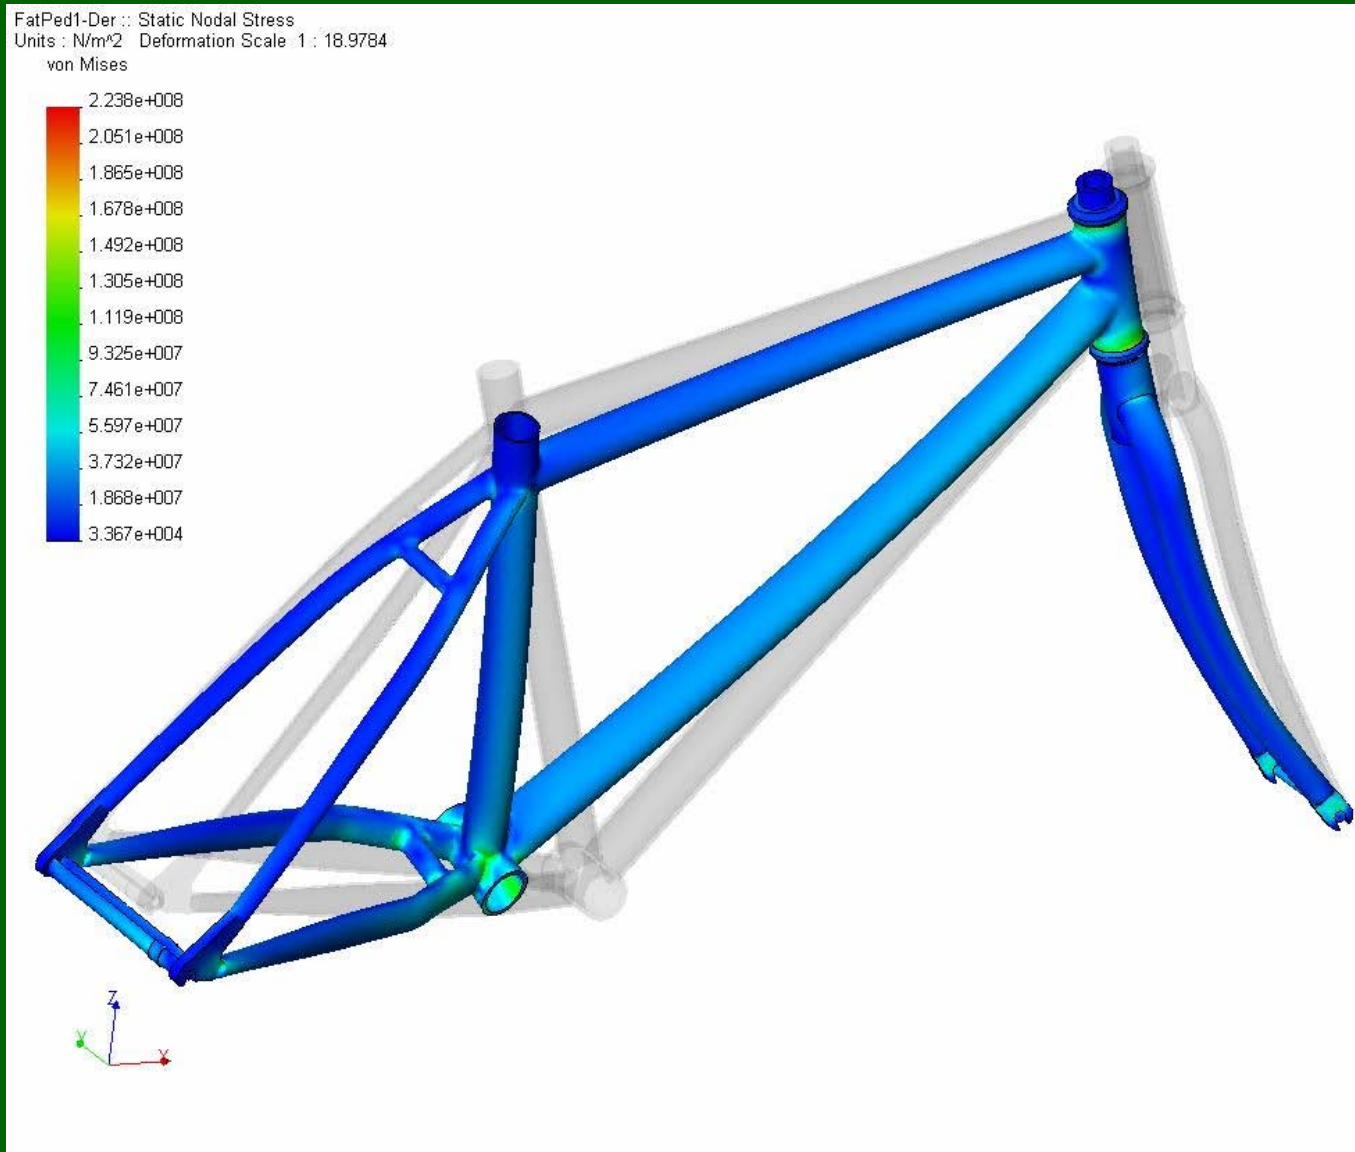 FatPed1-Der :: Static Nodal Stress
Units : N/m^2 Deformation Scale 1 : 18.9784
von Mises
2.238e+008
2.051e+008
1.865e+008
1.678e+008
1.492e+008
1.305e+008
1.119e+008
9.325e+007
7.461e+007
5.597e+007
3.732e+007
1.868e+007
3.367e+004
Z
Y
X